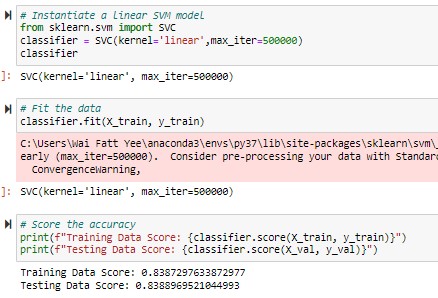 # Instantiate a linear SVM model
from sklearn.svm import SVC
classifier = SVC(kernel='linear',max_iter=500000)
classifier
]: SVC(kernel='linear', max_iter=500000)
# Fit the data
classifier.fit(X_train, y_train)
C:\Users\Wai Fatt Yee\anaconda3\envs\py37\lib\site-packages\sklearn\svm\
early (max_iter=500000).  Consider pre-processing your data with Standar
  ConvergenceWarning,
]: SVC(kernel='linear', max_iter=500000)
# Score the accuracy
print(f"Training Data Score: {classifier.score(X_train, y_train)}")
print(f"Testing Data Score: {classifier.score(X_val, y_val)}")
Training Data Score: 0.8387297633872977
Testing Data Score: 0.8388969521044993